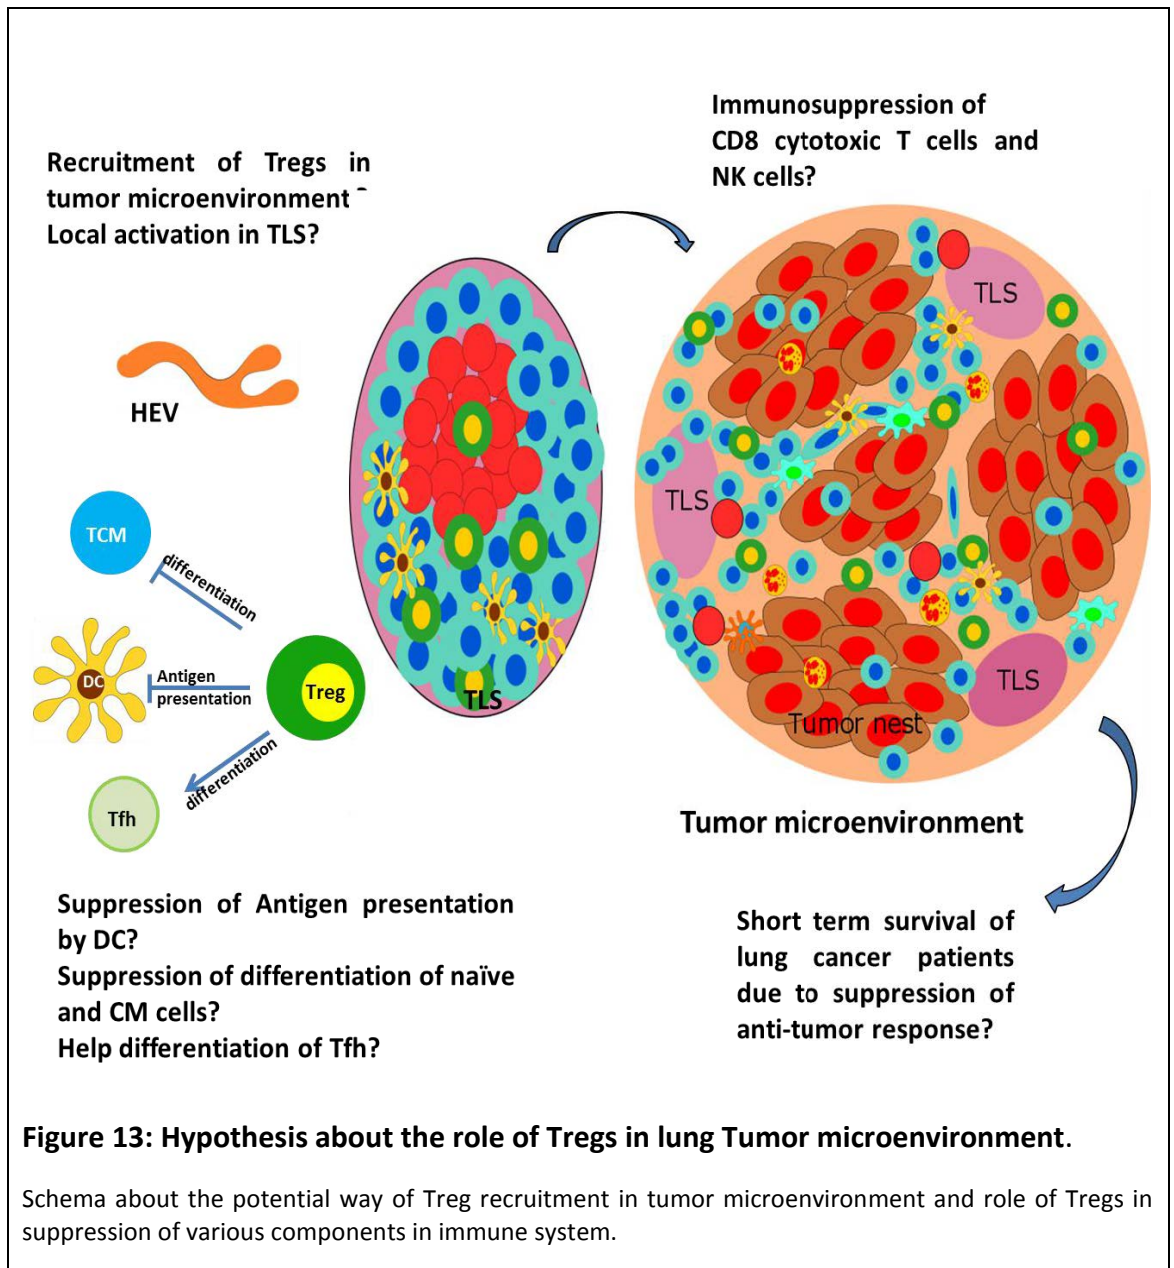 Recruitment of Tregs in
tumor microenvironment
Local activation in TLS?
Immunosuppression of
CD8 cytotoxic T cells and
NK cells?
HEV
TLS
TLS
TCM
differentiation
DC
Antigen
presentation
Treg
differentiation
Tfh
TLS
TLS
Tumor nest
Tumor microenvironment
Suppression of Antigen presentation
by DC?
Suppression of differentiation of naïve
and CM cells?
Help differentiation of Tfh?
Short term survival of
lung cancer patients
due to suppression of
anti-tumor response?
Figure 13: Hypothesis about the role of Tregs in lung Tumor microenvironment.
Schema about the potential way of Treg recruitment in tumor microenvironment and role of Tregs in
suppression of various components in immune system.